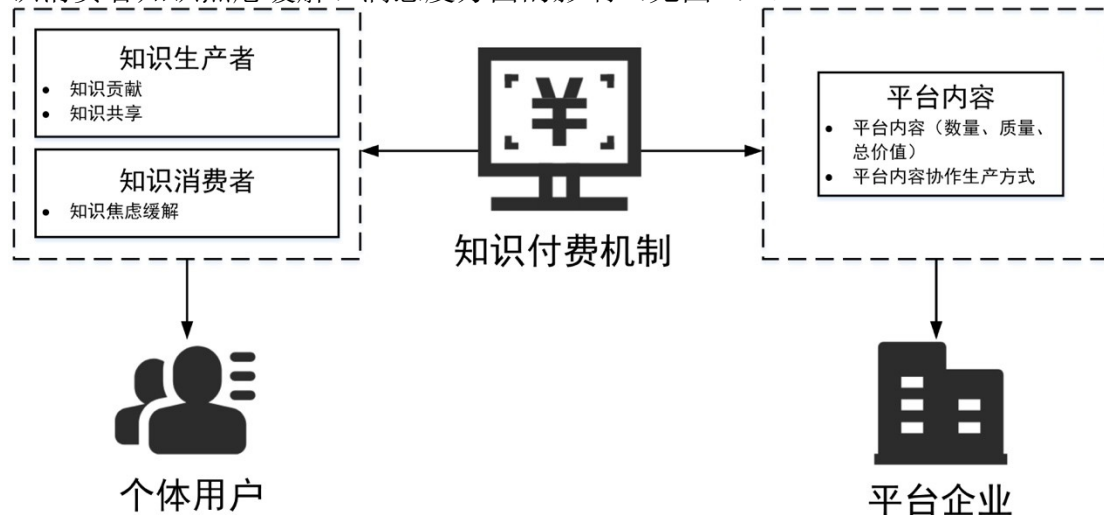 知识生产者
• 知识贡献
• 知识共享
知识消费者
• 知识焦虑缓解
¥
知识付费机制
平台内容
• 平台内容（数量、质量、
总价值）
• 平台内容协作生产方式
个体用户
平台企业